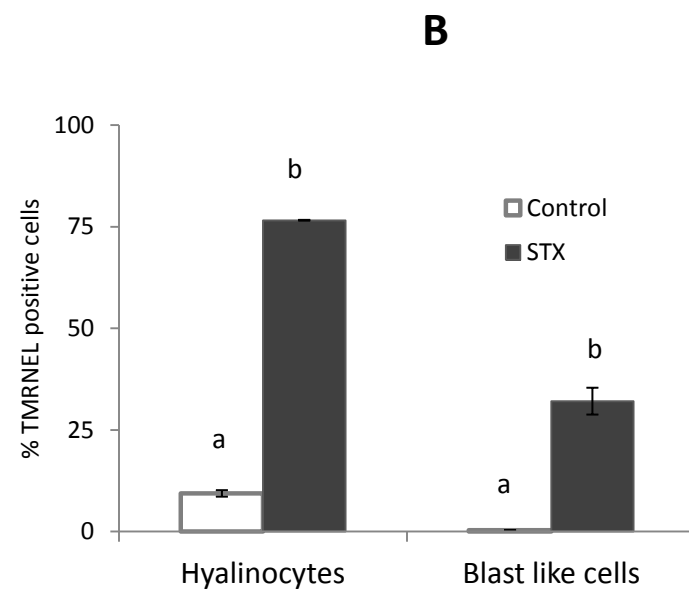 B
% TMRNEL positive cells
100
75
50
25
0
b
a
b
a
Control
STX
Hyalinocytes
Blast like cells